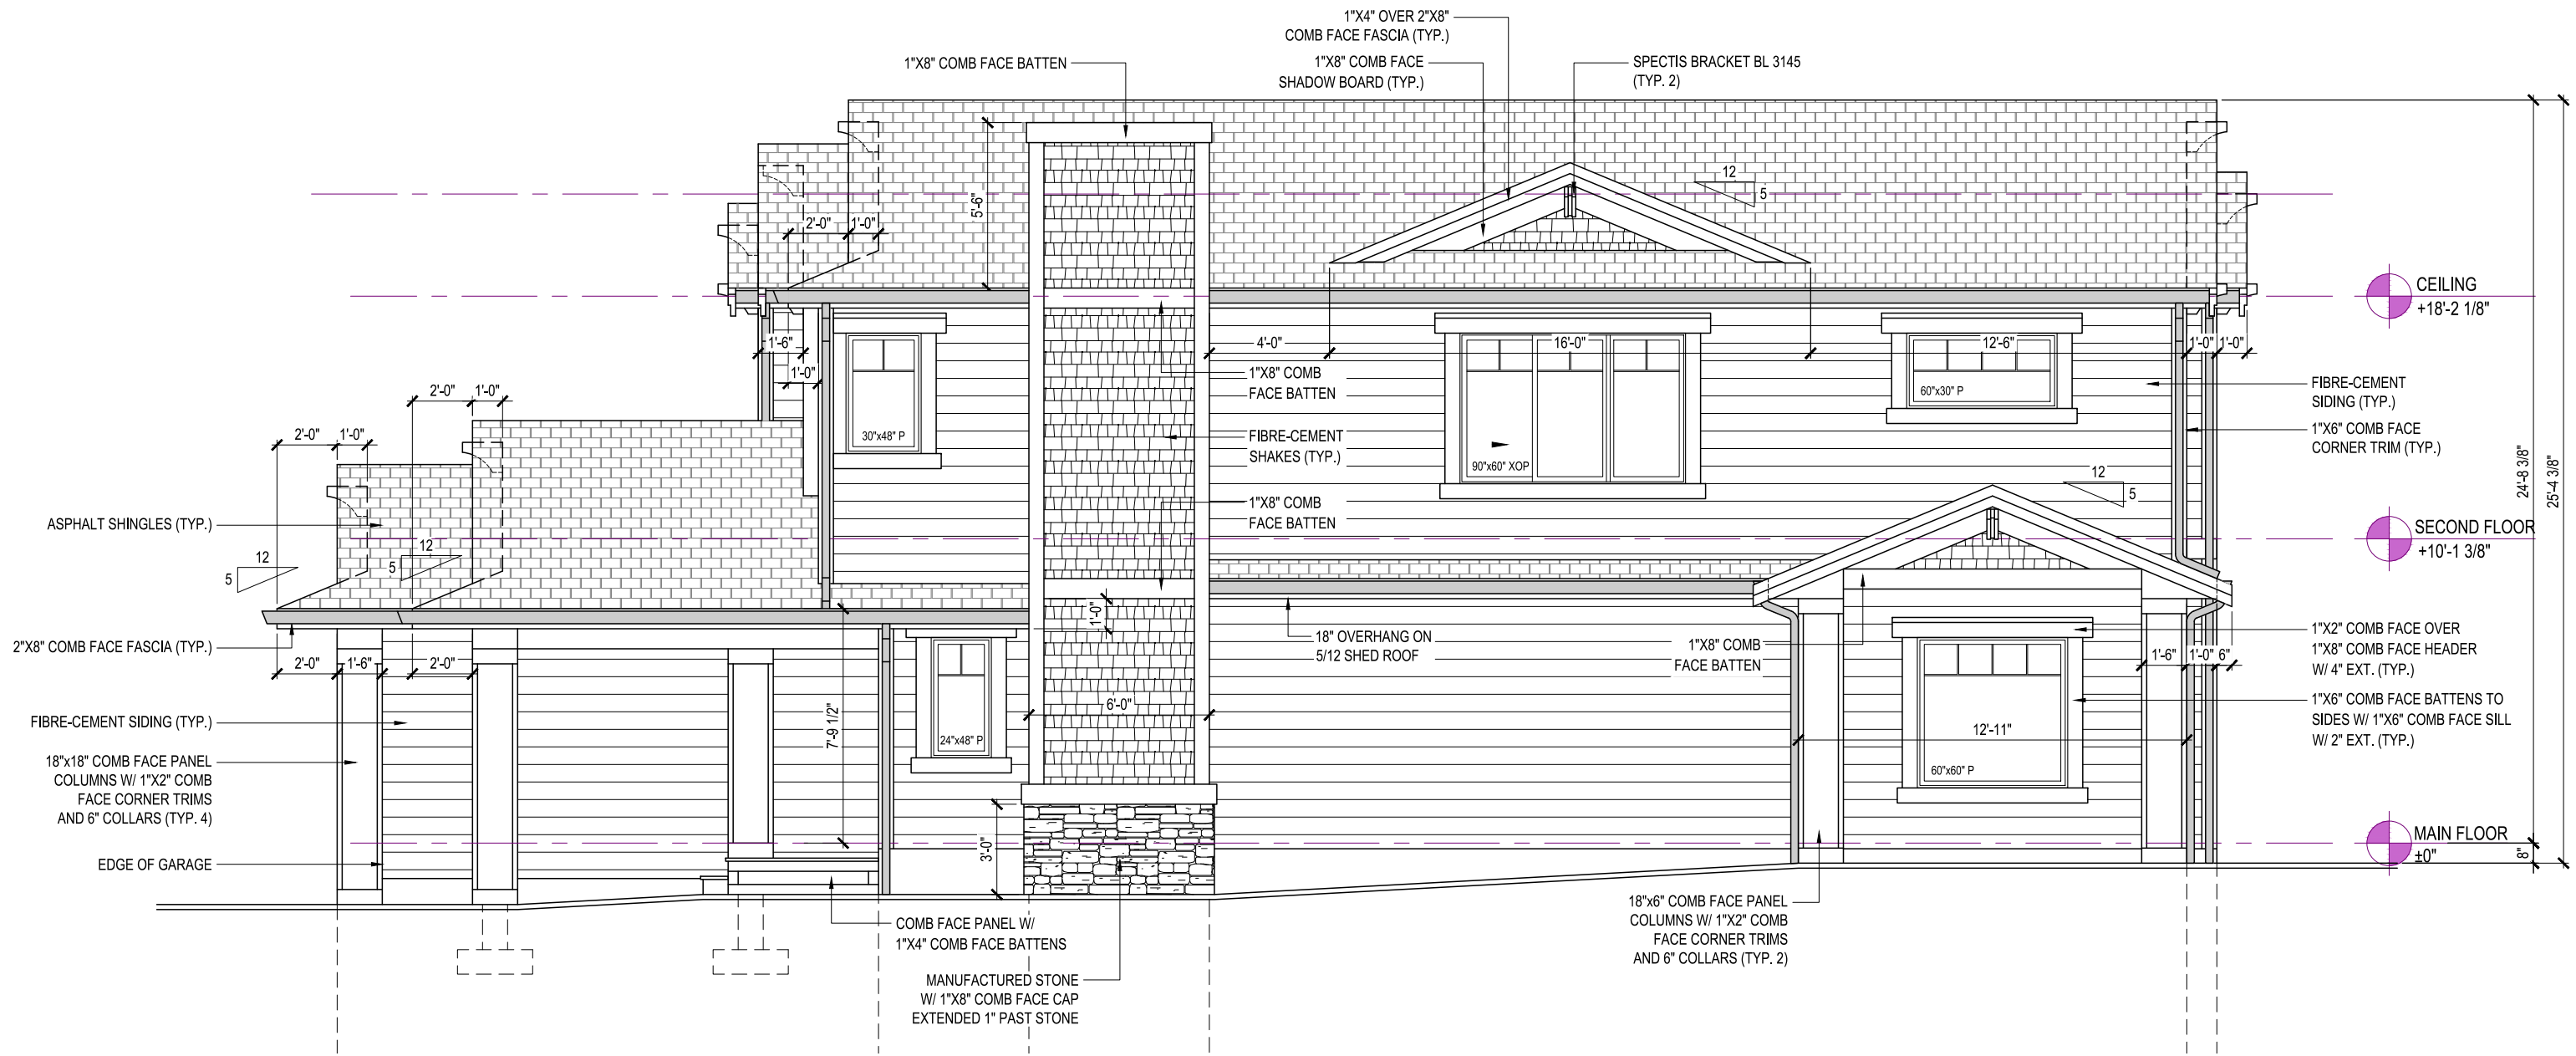 1"X4" OVER 2"X8"
COMB FACE FASCIA (TYP.)
1"X8" COMB FACE BATTEN
1"X8" COMB FACE
SHADOW BOARD (TYP.)
SPECTIS BRACKET BL 3145
(TYP. 2)
5'-6"
12
5
2'-0"
1'-0"
CEILING
+18'-2 1/8"
1'-6"
1'-0"
4'-0"
16'-0"
12'-6"
1'-0"
1'-0"
1"X8" COMB
FACE BATTEN
60"x30" P
FIBRE-CEMENT
SIDING (TYP.)
2'-0"
1'-0"
2'-0"
1'-0"
30"x48" P
FIBRE-CEMENT
SHAKES (TYP.)
90"x60" XOP
1"X6" COMB FACE
CORNER TRIM (TYP.)
24'-8 3/8"
25'-4 3/8"
12
5
1"X8" COMB
FACE BATTEN
ASPHALT SHINGLES (TYP.)
SECOND FLOOR
+10'-1 3/8"
12
5
12
5
1'-0"
18" OVERHANG ON
5/12 SHED ROOF
1"X8" COMB
FACE BATTEN
1"X2" COMB FACE OVER
1"X8" COMB FACE HEADER
W/ 4" EXT. (TYP.)
2"X8" COMB FACE FASCIA (TYP.)
2'-0"
1'-6"
2'-0"
1'-6"
1'-0"
6"
1"X6" COMB FACE BATTENS TO
SIDES W/ 1"X6" COMB FACE SILL
W/ 2" EXT. (TYP.)
FIBRE-CEMENT SIDING (TYP.)
7'-9 1/2"
24"x48" P
6'-0"
12'-11"
60"x60" P
18"x18" COMB FACE PANEL
COLUMNS W/ 1"X2" COMB
FACE CORNER TRIMS
AND 6" COLLARS (TYP. 4)
EDGE OF GARAGE
3'-0"
MAIN FLOOR
±0"
8"
COMB FACE PANEL W/
1"X4" COMB FACE BATTENS
MANUFACTURED STONE
W/ 1"X8" COMB FACE CAP
EXTENDED 1" PAST STONE
18"x6" COMB FACE PANEL
COLUMNS W/ 1"X2" COMB
FACE CORNER TRIMS
AND 6" COLLARS (TYP. 2)